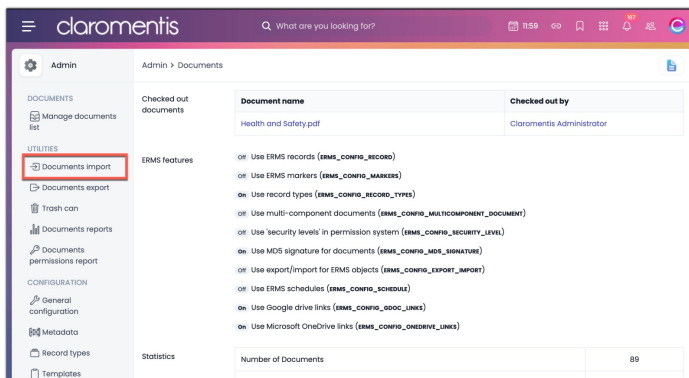 claromentis
What are you looking for?
11:59
167
Admin
Admin > Documents
DOCUMENTS
Manage documents
list
UTILITIES
Documents import
Documents export
Trash can
Documents reports
Documents
permissions report
CONFIGURATION
General
configuration
Metadata
Record types
Templates
Checked out
documents
Document name
Checked out by
Health and Safety.pdf
Claromentis Administrator
ERMS features
Off Use ERMS records (ERMS_CONFIG_RECORD)
Off Use ERMS markers (ERMS_CONFIG_MARKERS)
On Use record types (ERMS_CONFIG_RECORD_TYPES)
Off Use multi-component documents (ERMS_CONFIG_MULTICOMPONENT_DOCUMENT)
Off Use 'security levels' in permission system (ERMS_CONFIG_SECURITY_LEVEL)
On Use MD5 signature for documents (ERMS_CONFIG_MD5_SIGNATURE)
Off Use export/import for ERMS objects (ERMS_CONFIG_EXPORT_IMPORT)
Off Use ERMS schedules (ERMS_CONFIG_SCHEDULE)
On Use Google drive links (ERMS_CONFIG_GDOC_LINKS)
On Use Microsoft OneDrive links (ERMS_CONFIG_ONEDRIVE_LINKS)
Statistics
Number of Documents
89